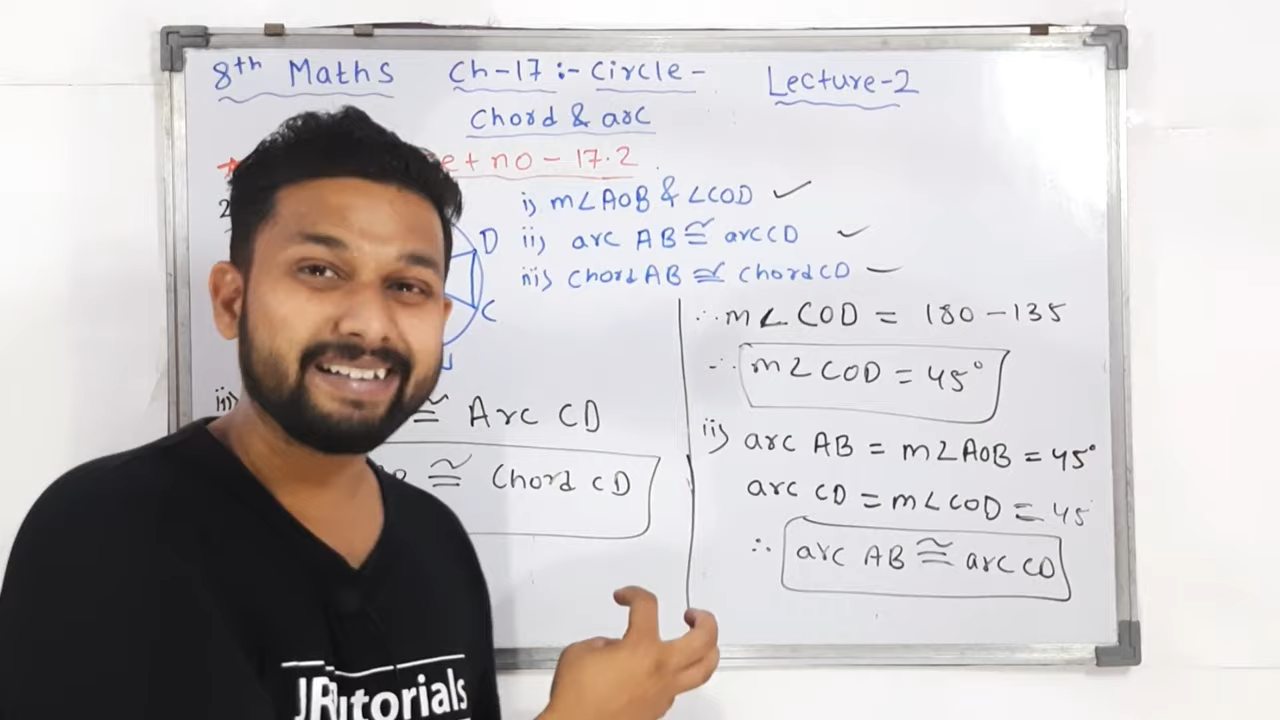 8th Maths Ch-17 :- Circle - Lecture-2
Chord & arc
et no - 17.2
2
i) m∠AOB & ∠COD ✓
D
ii) arc AB ≅ arc CD ✓
iii) Chord AB ≅ Chord CD
C
∴ m∠COD = 180 - 135
∴ m∠COD = 45°
iii)
≅ Arc CD
≅ Chord CD
ii) arc AB = m∠AOB = 45°
arc CD = m∠COD = 45
∴ arc AB ≅ arc CD
JR Tutorials